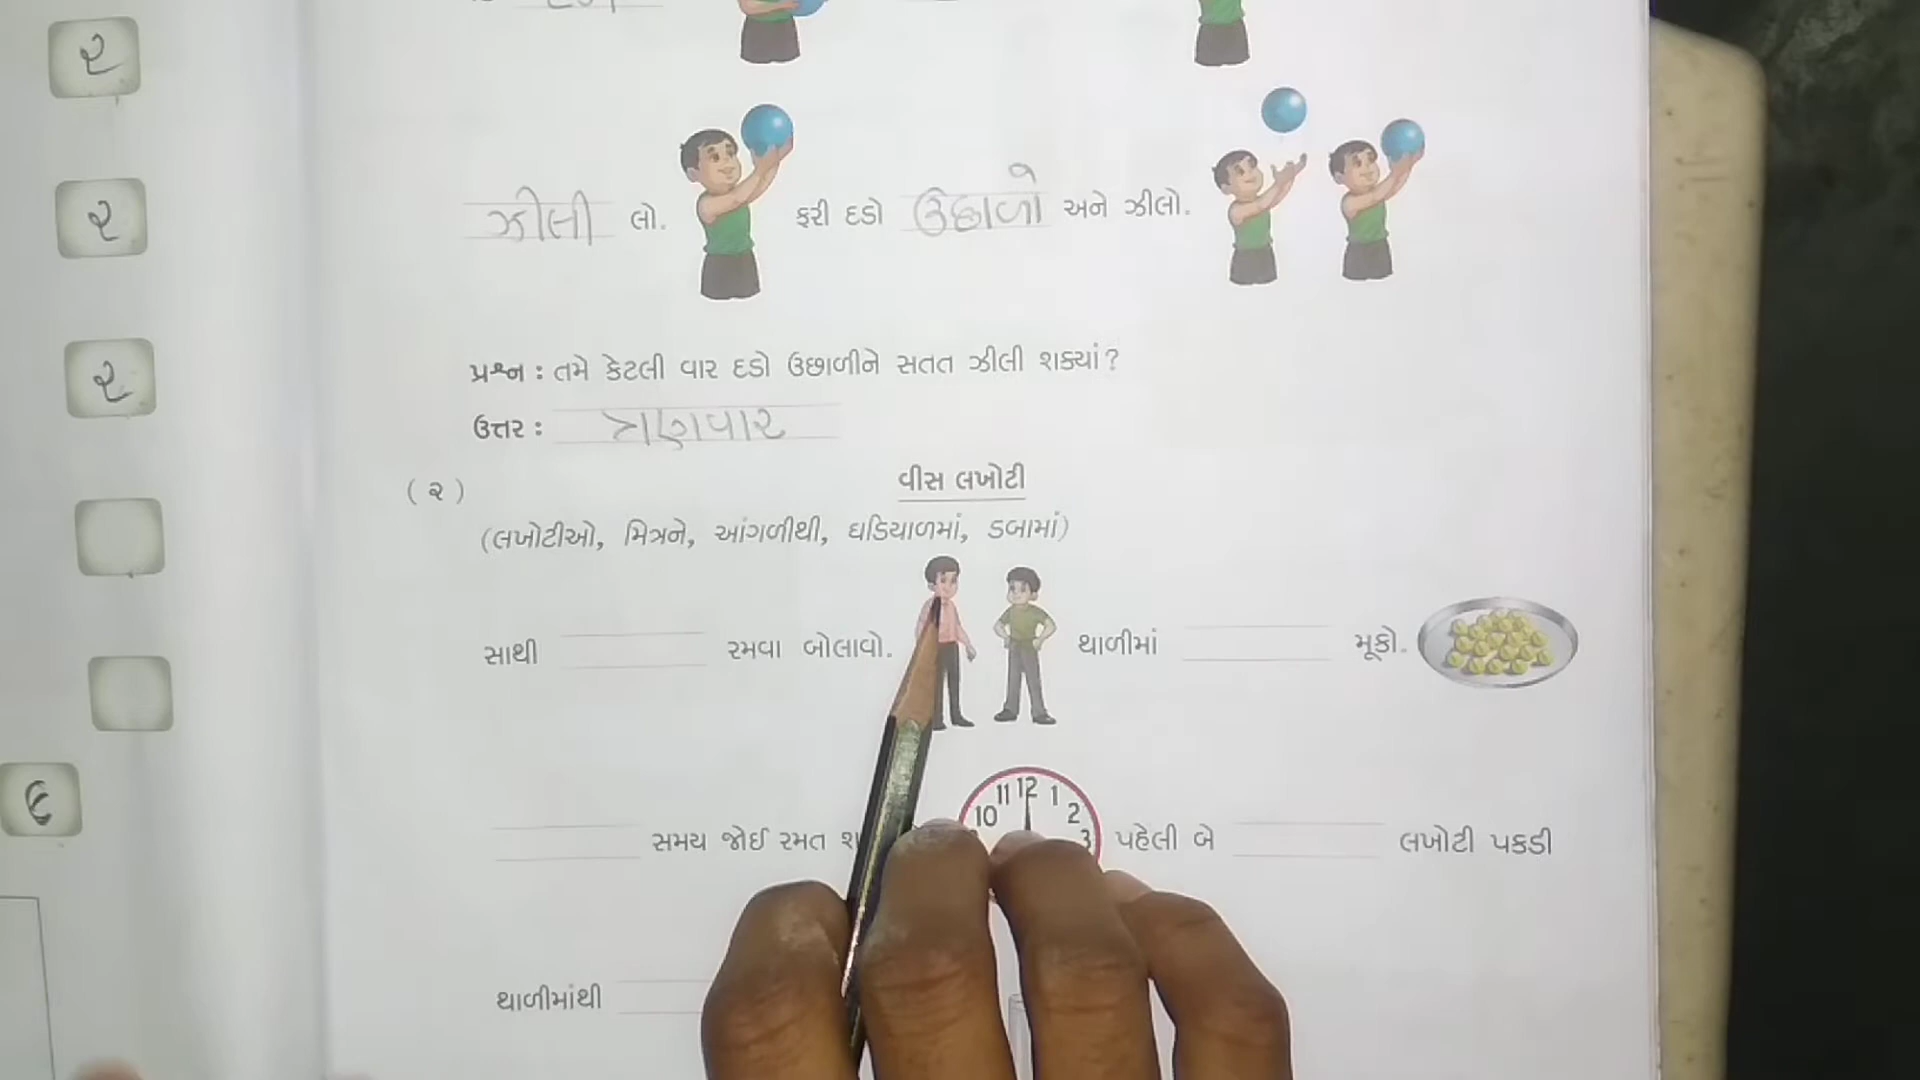 ૨
૨
૨
૬
ઝીલી લો. ફરી દડો ઉછાળો અને ઝીલો.
પ્રશ્ન : તમે કેટલી વાર દડો ઉછાળીને સતત ઝીલી શક્યાં?
ઉત્તર : ત્રણવાર
(૨) વીસ લખોટી
(લખોટીઓ, મિત્રને, આંગળીથી, ઘડિયાળમાં, ડબામાં)
સાથી રમવા બોલાવો. થાળીમાં મૂકો.
11 12 1
10 2
3
સમય જોઈ રમત પહેલી બે લખોટી પકડી
થાળીમાંથી